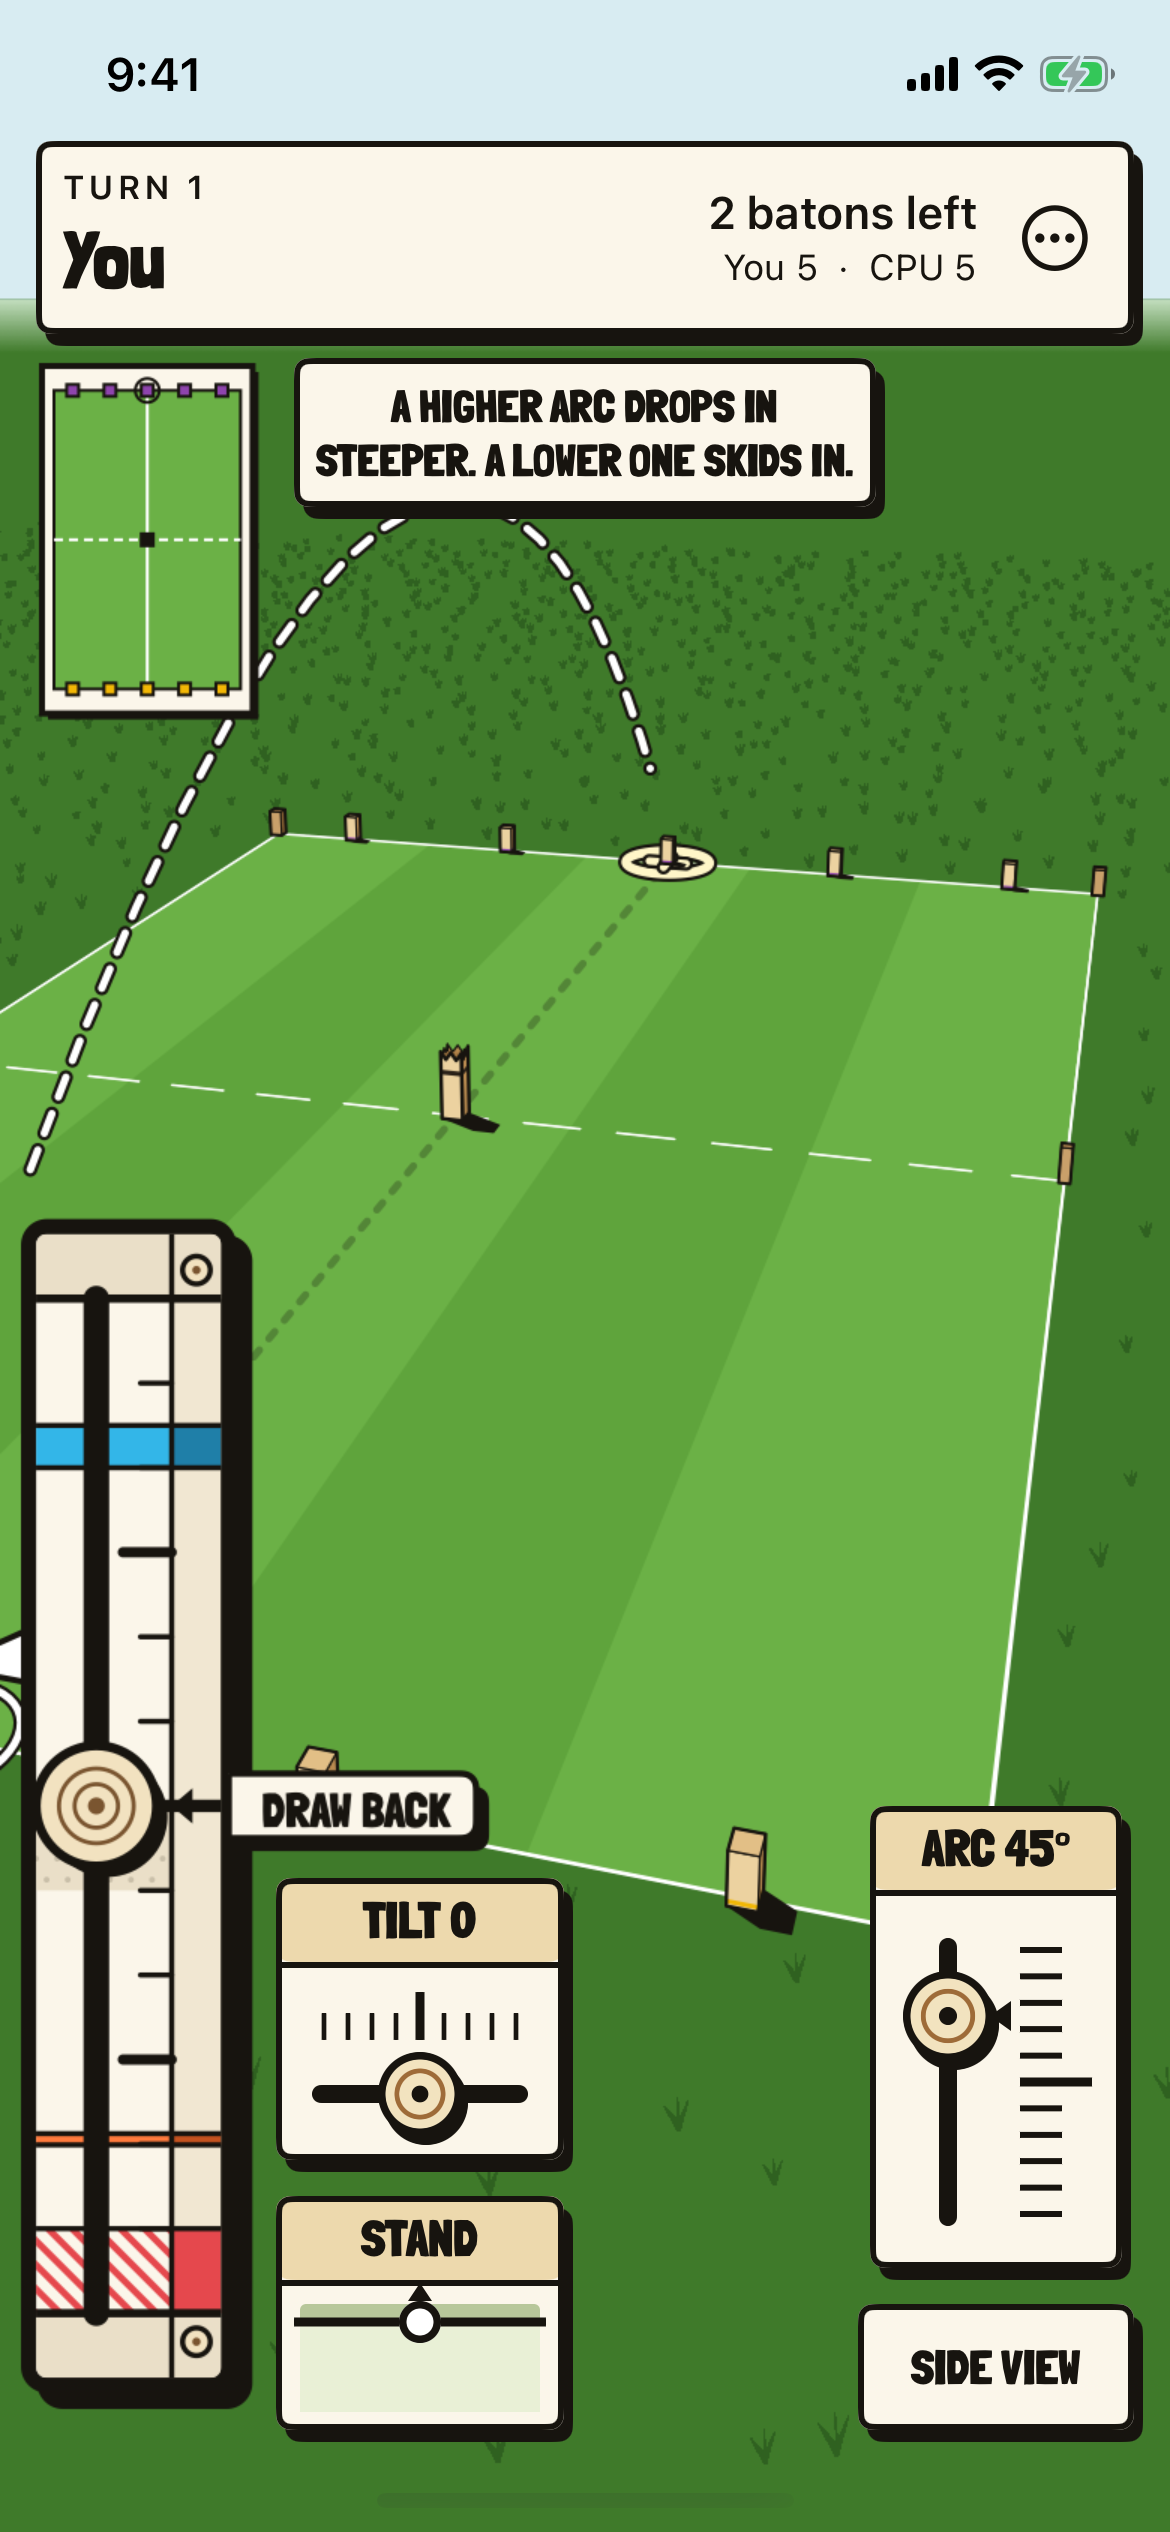 9:41
TURN 1
You
2 batons left
You 5 · CPU 5
A HIGHER ARC DROPS IN
STEEPER. A LOWER ONE SKIDS IN.
DRAW BACK
TILT 0
STAND
ARC 45°
SIDE VIEW